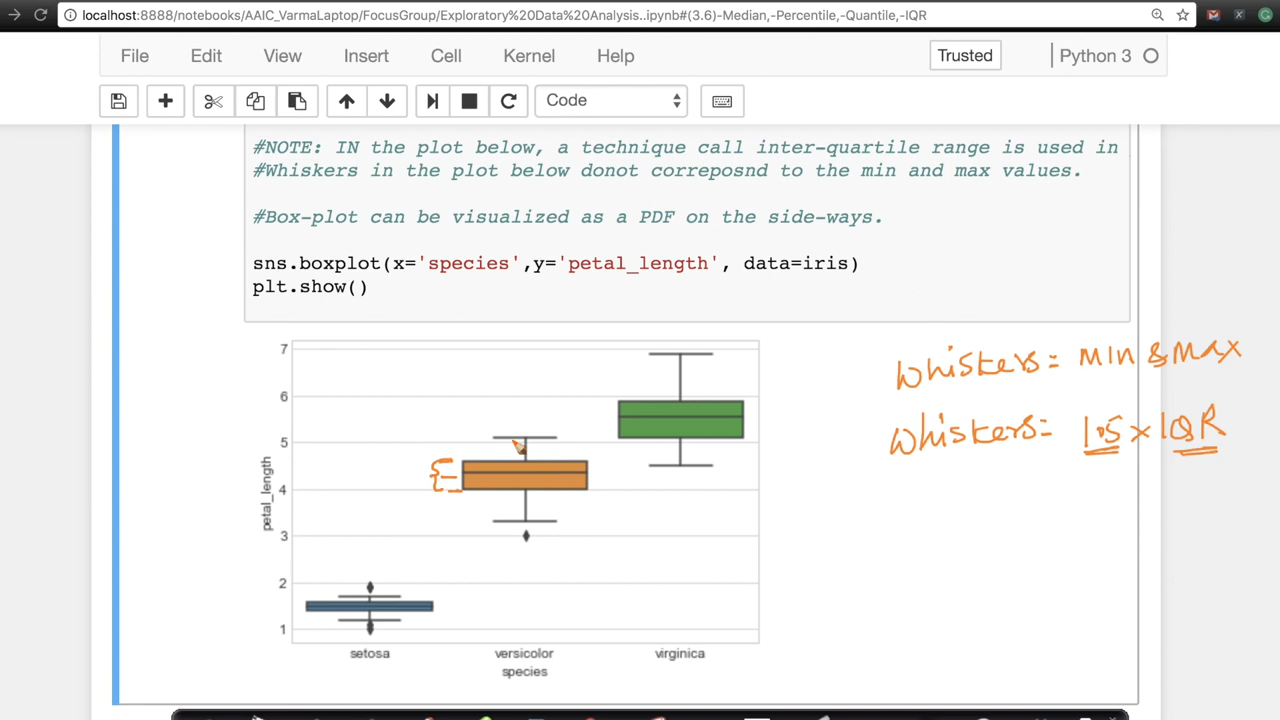 localhost:8888/notebooks/AAIC_VarmaLaptop/FocusGroup/Exploratory%20Data%20Analysis..ipynb#(3.6)-Median,-Percentile,-Quantile,-IQR
File Edit View Insert Cell Kernel Help Trusted Python 3
Code
#NOTE: IN the plot below, a technique call inter-quartile range is used in
#Whiskers in the plot below donot correposnd to the min and max values.
#Box-plot can be visualized as a PDF on the side-ways.
sns.boxplot(x='species',y='petal_length', data=iris)
plt.show()
Whiskers = min & max
Whiskers = 1.5 × IQR
7
6
5
4
3
2
1
petal_length
setosa versicolor virginica
species